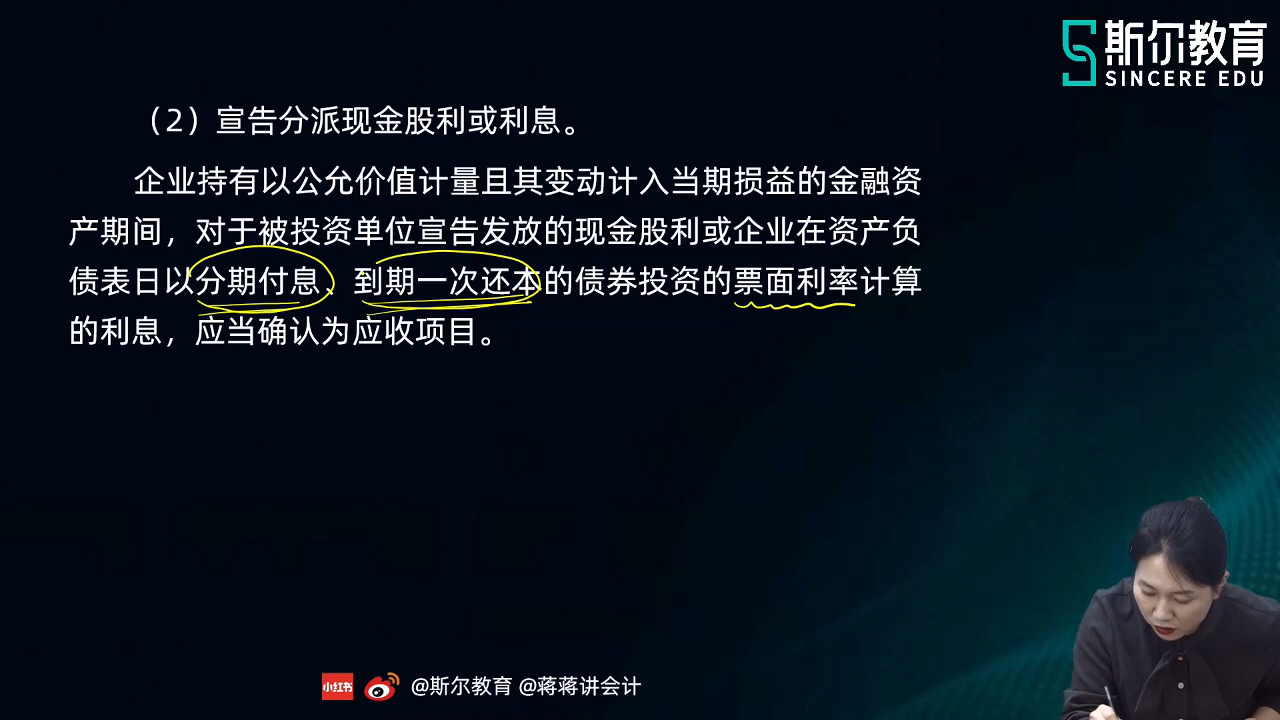 斯尔教育
SINCERE EDU
（2）宣告分派现金股利或利息。
企业持有以公允价值计量且其变动计入当期损益的金融资
产期间，对于被投资单位宣告发放的现金股利或企业在资产负
债表日以分期付息、到期一次还本的债券投资的票面利率计算
的利息，应当确认为应收项目。
小红书 @斯尔教育 @蒋蒋讲会计